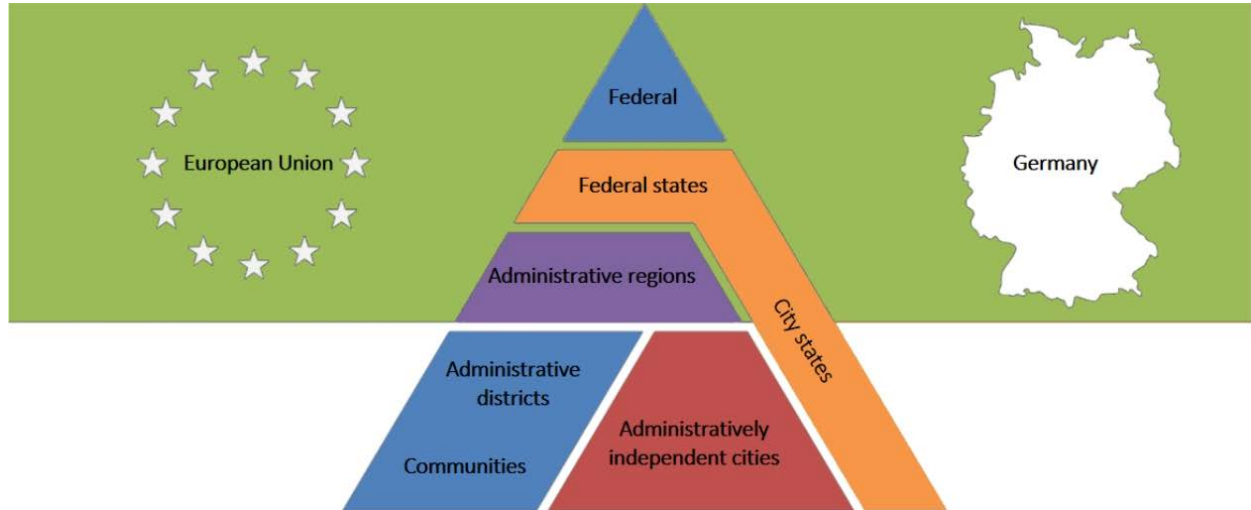 Federal
European Union
Germany
Federal states
Administrative regions
City states
Administrative
districts
Administratively
independent cities
Communities